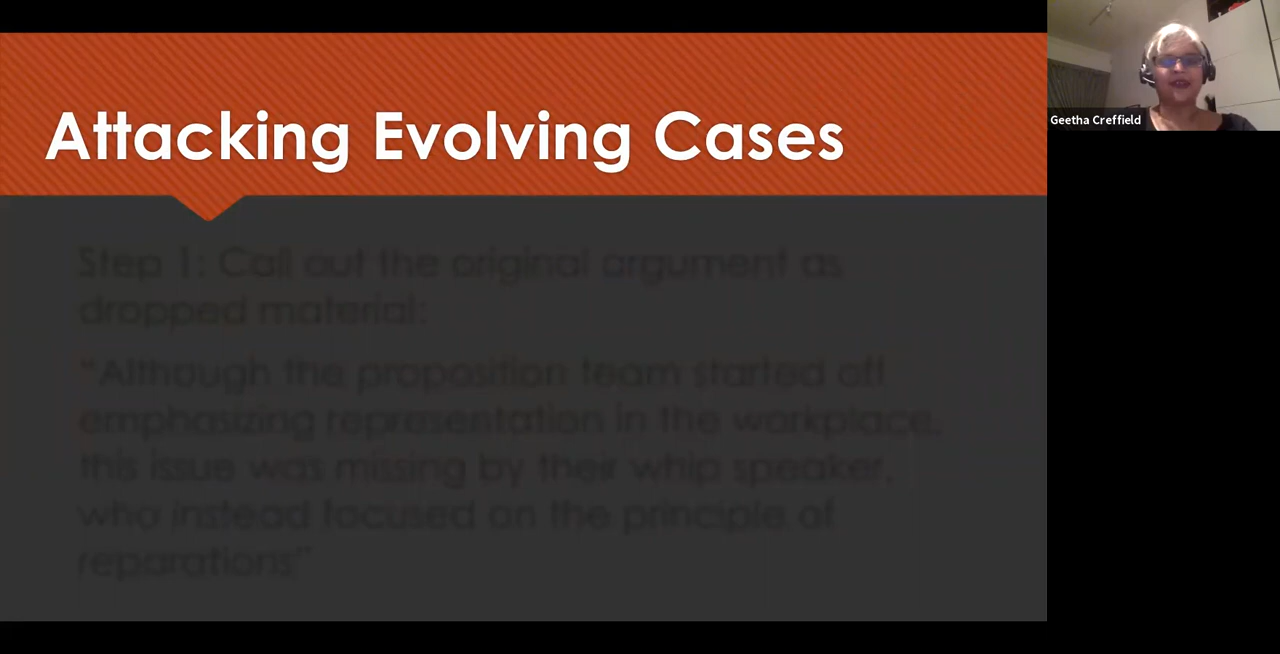 Attacking Evolving Cases
Geetha Creffield
Step 1: Call out the original argument as
dropped material:
"Although the proposition team started off
emphasizing representation in the workplace,
this issue was missing by their whip speaker,
who instead focused on the principle of
reparations"